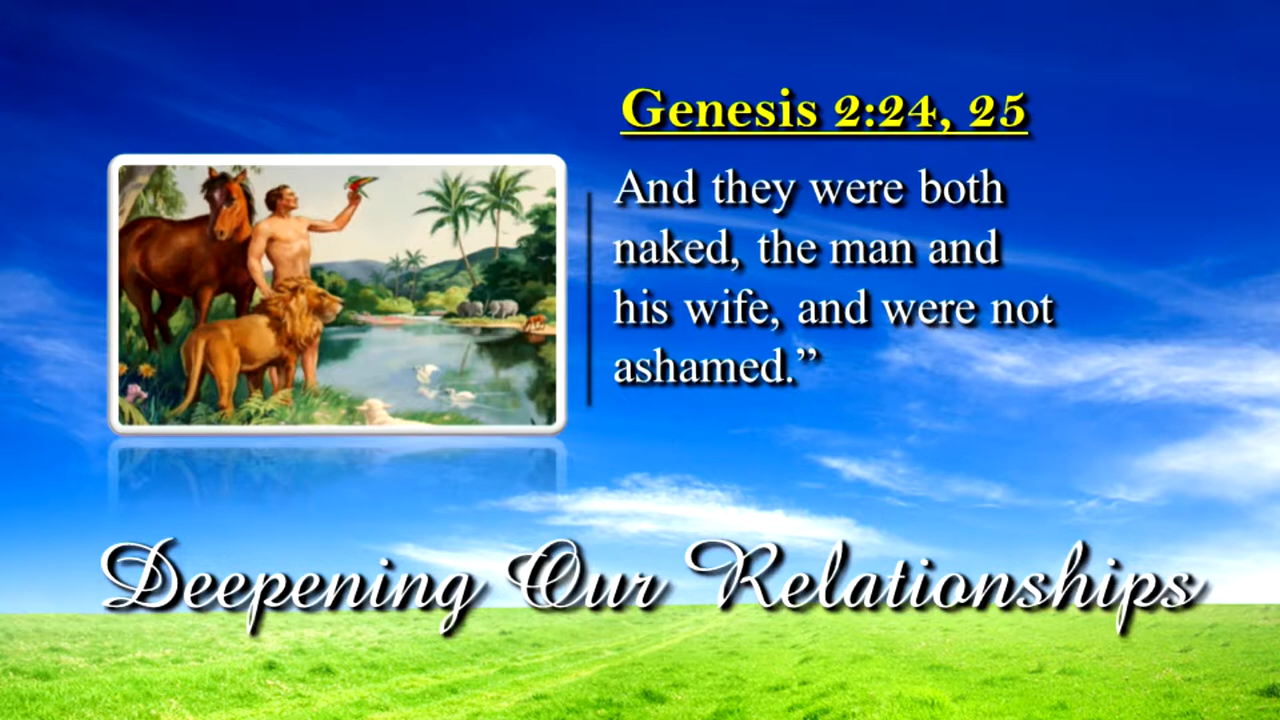 Genesis 2:24, 25
And they were both
naked, the man and
his wife, and were not
ashamed.”
Deepening Our Relationships